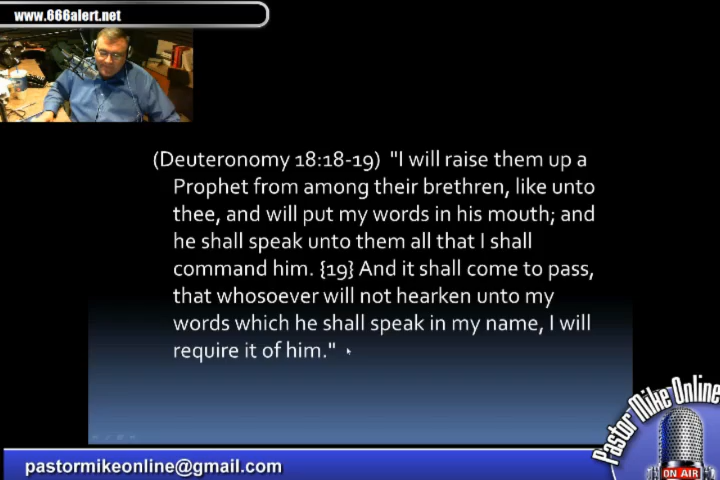 www.666alert.net
(Deuteronomy 18:18-19) "I will raise them up a
Prophet from among their brethren, like unto
thee, and will put my words in his mouth; and
he shall speak unto them all that I shall
command him. {19} And it shall come to pass,
that whosoever will not hearken unto my
words which he shall speak in my name, I will
require it of him."
Pastor Mike Online
ON AIR
pastormikeonline@gmail.com